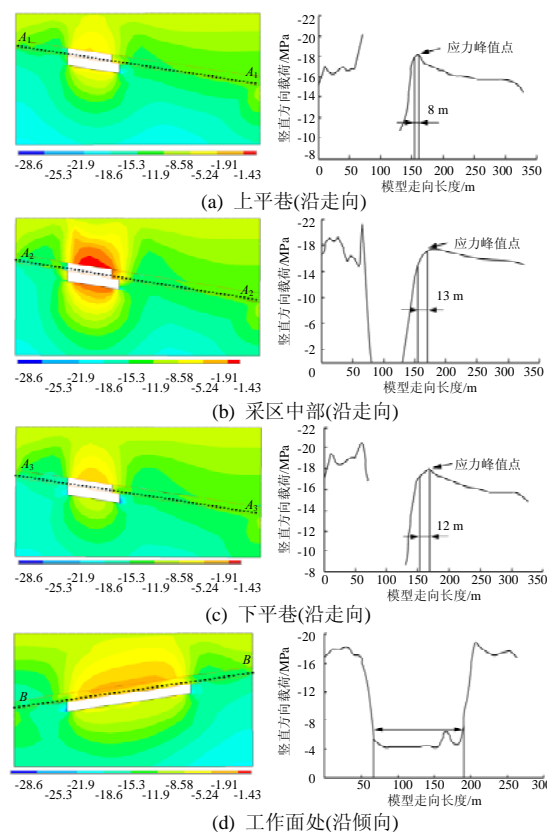 A1
A1
-28.6 -21.9 -15.3 -8.60 -1.91
-25.3 -18.6 -11.9 -5.24 -1.43
竖直方向载荷/MPa
-20
-18
-16
-14
-12
-10
-8
应力峰值点
8 m
0 50 100 150 200 250 300 350
模型走向长度/m
(a) 上平巷(沿走向)
A2
A2
-28.6 -21.9 -15.3 -8.60 -1.91
-25.3 -18.6 -11.9 -5.24 -1.43
竖直方向载荷/MPa
-22
-18
-14
-10
-6
-2
应力峰值点
13 m
0 50 100 150 200 250 300 350
模型走向长度/m
(b) 采区中部(沿走向)
A3
A3
-28.6 -21.9 -15.3 -8.60 -1.91
-25.3 -18.6 -11.9 -5.24 -1.43
竖直方向载荷/MPa
-22
-20
-18
-16
-14
-12
-10
-8
应力峰值点
12 m
0 50 100 150 200 250 300 350
模型走向长度/m
(c) 下平巷(沿走向)
B
B
-28.6 -21.9 -15.3 -8.60 -1.91
-25.3 -18.6 -11.9 -5.24 -1.43
竖直方向载荷/MPa
-20
-16
-12
-8
-4
0
0 50 100 150 200 250 300
模型走向长度/m
(d) 工作面处(沿倾向)